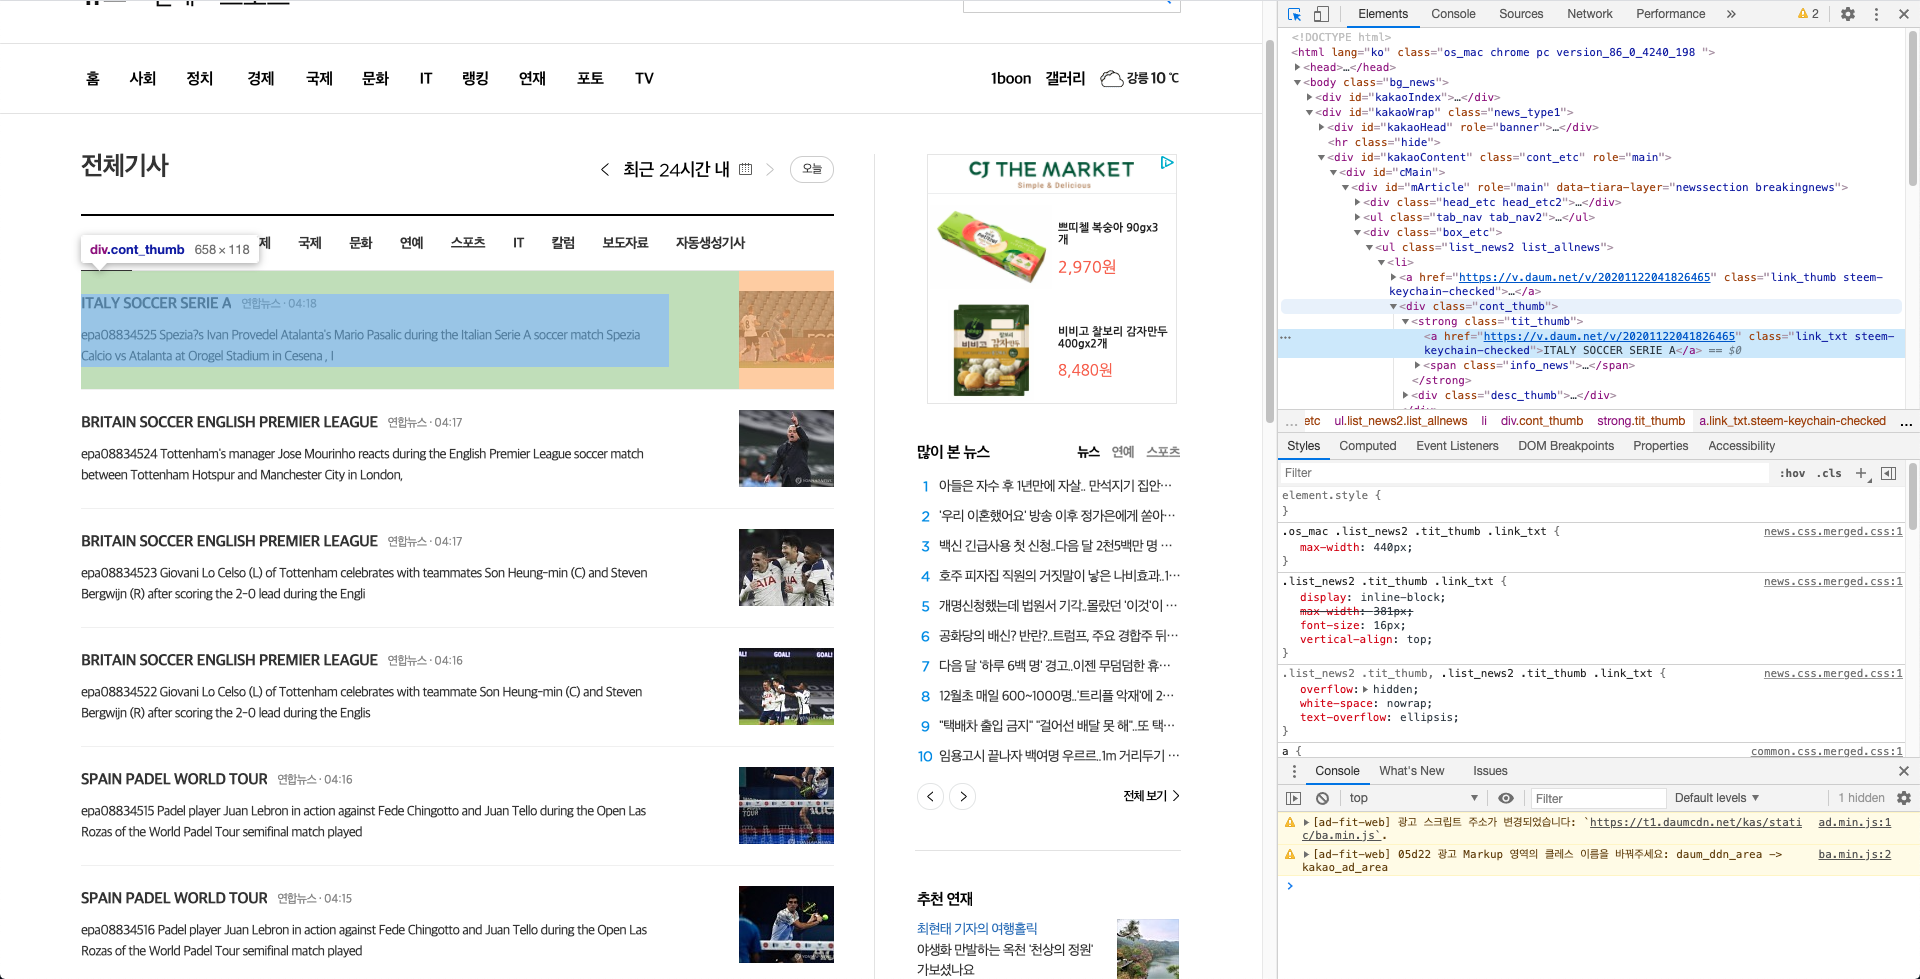 홈 사회 정치 경제 국제 문화 IT 랭킹 연재 포토 TV
1boon 갤러리 강릉 10 ℃
전체기사
최근 24시간 내
오늘
div.cont_thumb 658 × 118
제 국제 문화 연예 스포츠 IT 칼럼 보도자료 자동생성기사
ITALY SOCCER SERIE A 연합뉴스 · 04:18
epa08834525 Spezia?s Ivan Provedel Atalanta's Mario Pasalic during the Italian Serie A soccer match Spezia
Calcio vs Atalanta at Orogel Stadium in Cesena , I
BRITAIN SOCCER ENGLISH PREMIER LEAGUE 연합뉴스 · 04:17
epa08834524 Tottenham's manager Jose Mourinho reacts during the English Premier League soccer match
between Tottenham Hotspur and Manchester City in London,
BRITAIN SOCCER ENGLISH PREMIER LEAGUE 연합뉴스 · 04:17
epa08834523 Giovani Lo Celso (L) of Tottenham celebrates with teammates Son Heung-min (C) and Steven
Bergwijn (R) after scoring the 2-0 lead during the Engli
BRITAIN SOCCER ENGLISH PREMIER LEAGUE 연합뉴스 · 04:16
epa08834522 Giovani Lo Celso (L) of Tottenham celebrates with teammate Son Heung-min (C) and Steven
Bergwijn (R) after scoring the 2-0 lead during the Englis
SPAIN PADEL WORLD TOUR 연합뉴스 · 04:16
epa08834515 Padel player Juan Lebron in action against Fede Chingotto and Juan Tello during the Open Las
Rozas of the World Padel Tour semifinal match played
SPAIN PADEL WORLD TOUR 연합뉴스 · 04:15
epa08834516 Padel player Juan Lebron in action against Fede Chingotto and Juan Tello during the Open Las
Rozas of the World Padel Tour semifinal match played
CJ THE MARKET
Simple & Delicious
쁘띠첼 복숭아 90gx3
개
2,970원
비비고 찰보리 감자만두
400gx2개
8,480원
많이 본 뉴스 뉴스 연예 스포츠
1 아들은 자수 후 1년만에 자살.. 만석지기 집안···
2 '우리 이혼했어요' 방송 이후 정가은에게 쏟아···
3 백신 긴급사용 첫 신청..다음 달 2천5백만 명 ···
4 호주 피자집 직원의 거짓말이 낳은 나비효과..1···
5 개명신청했는데 법원서 기각..몰랐던 '이것'이 ···
6 공화당의 배신? 반란?..트럼프, 주요 경합주 뒤···
7 다음 달 '하루 6백 명' 경고..이젠 무덤덤한 휴···
8 12월초 매일 600~1000명..'트리플 악재'에 2···
9 "택배차 출입 금지" "걸어선 배달 못 해"..또 택···
10 임용고시 끝나자 백여명 우르르..1m 거리두기 ···
전체 보기
추천 연재
최현태 기자의 여행홀릭
야생화 만발하는 옥천 '천상의 정원'
가보셨나요
Elements Console Sources Network Performance » 2
<!DOCTYPE html>
<html lang="ko" class="os_mac chrome pc version_86_0_4240_198 ">
<head>…</head>
<body class="bg_news">
<div id="kakaoIndex">…</div>
<div id="kakaoWrap" class="news_type1">
<div id="kakaoHead" role="banner">…</div>
<hr class="hide">
<div id="kakaoContent" class="cont_etc" role="main">
<div id="cMain">
<div id="mArticle" role="main" data-tiara-layer="newssection breakingnews">
<div class="head_etc head_etc2">…</div>
<ul class="tab_nav tab_nav2">…</ul>
<div class="box_etc">
<ul class="list_news2 list_allnews">
<li>
<a href="https://v.daum.net/v/20201122041826465" class="link_thumb steem-
keychain-checked">…</a>
<div class="cont_thumb">
<strong class="tit_thumb">
<a href="https://v.daum.net/v/20201122041826465" class="link_txt steem-
keychain-checked">ITALY SOCCER SERIE A</a> == $0
<span class="info_news">…</span>
</strong>
<div class="desc_thumb">…</div>
… etc ul.list_news2.list_allnews li div.cont_thumb strong.tit_thumb a.link_txt.steem-keychain-checked …
Styles Computed Event Listeners DOM Breakpoints Properties Accessibility
Filter :hov .cls +
element.style {
}
.os_mac .list_news2 .tit_thumb .link_txt { news.css.merged.css:1
max-width: 440px;
}
.list_news2 .tit_thumb .link_txt { news.css.merged.css:1
display: inline-block;
max-width: 381px;
font-size: 16px;
vertical-align: top;
}
.list_news2 .tit_thumb, .list_news2 .tit_thumb .link_txt { news.css.merged.css:1
overflow: hidden;
white-space: nowrap;
text-overflow: ellipsis;
}
a { common.css.merged.css:1
Console What's New Issues
top Filter Default levels 1 hidden
[ad-fit-web] 광고 스크립트 주소가 변경되었습니다: `https://t1.daumcdn.net/kas/stati ad.min.js:1
c/ba.min.js`.
[ad-fit-web] 05d22 광고 Markup 영역의 클래스 이름을 바꿔주세요: daum_ddn_area –> ba.min.js:2
kakao_ad_area